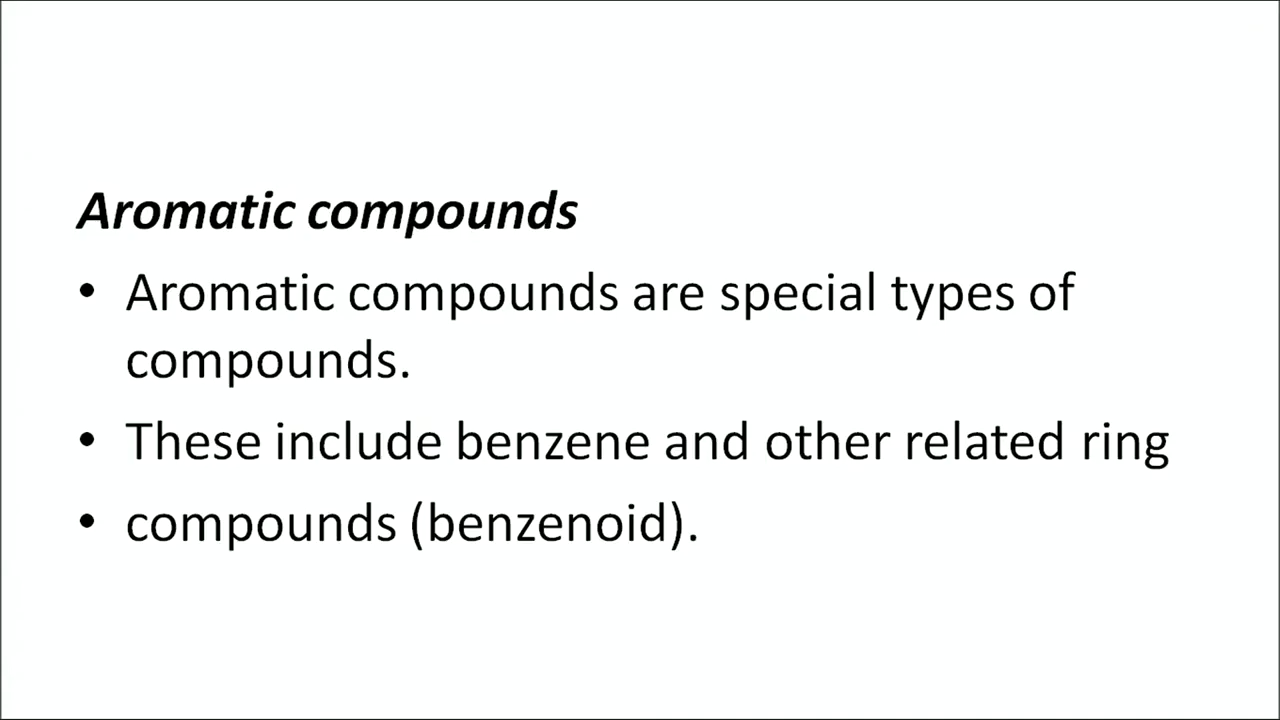 Aromatic compounds
• Aromatic compounds are special types of
compounds.
• These include benzene and other related ring
• compounds (benzenoid).